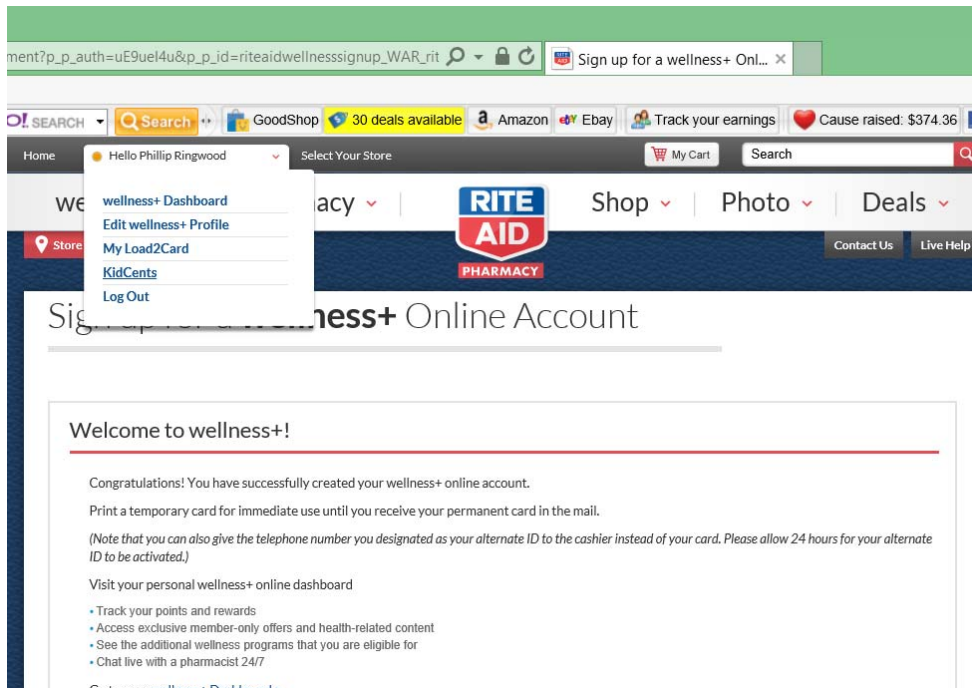 ment?p_p_auth=uE9uel4u&p_p_id=riteaidwellnesssignup_WAR_rit
Sign up for a wellness+ Onl...
O! SEARCH Search GoodShop 30 deals available Amazon Ebay Track your earnings Cause raised: $374.36
Home Hello Phillip Ringwood Select Your Store My Cart Search
we acy RITE AID PHARMACY Shop Photo Deals
wellness+ Dashboard
Edit wellness+ Profile
My Load2Card
KidCents
Log Out
Store Contact Us Live Help
Sign up for a wellness+ Online Account
Welcome to wellness+!
Congratulations! You have successfully created your wellness+ online account.
Print a temporary card for immediate use until you receive your permanent card in the mail.
(Note that you can also give the telephone number you designated as your alternate ID to the cashier instead of your card. Please allow 24 hours for your alternate
ID to be activated.)
Visit your personal wellness+ online dashboard
• Track your points and rewards
• Access exclusive member-only offers and health-related content
• See the additional wellness programs that you are eligible for
• Chat live with a pharmacist 24/7